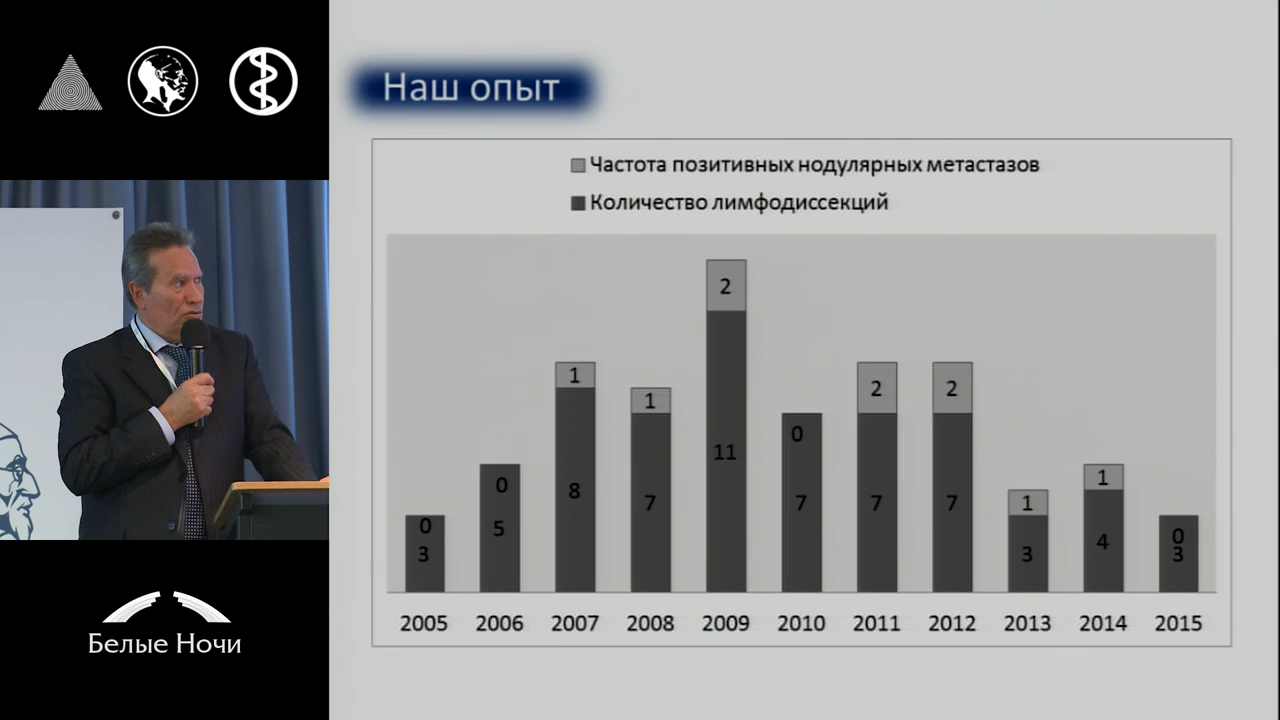 Наш опыт
Частота позитивных нодулярных метастазов
Количество лимфодиссекций
0 0 1 1 2 0 2 2 1 1 0
3 5 8 7 11 7 7 7 3 4 3
2005 2006 2007 2008 2009 2010 2011 2012 2013 2014 2015
Белые Ночи